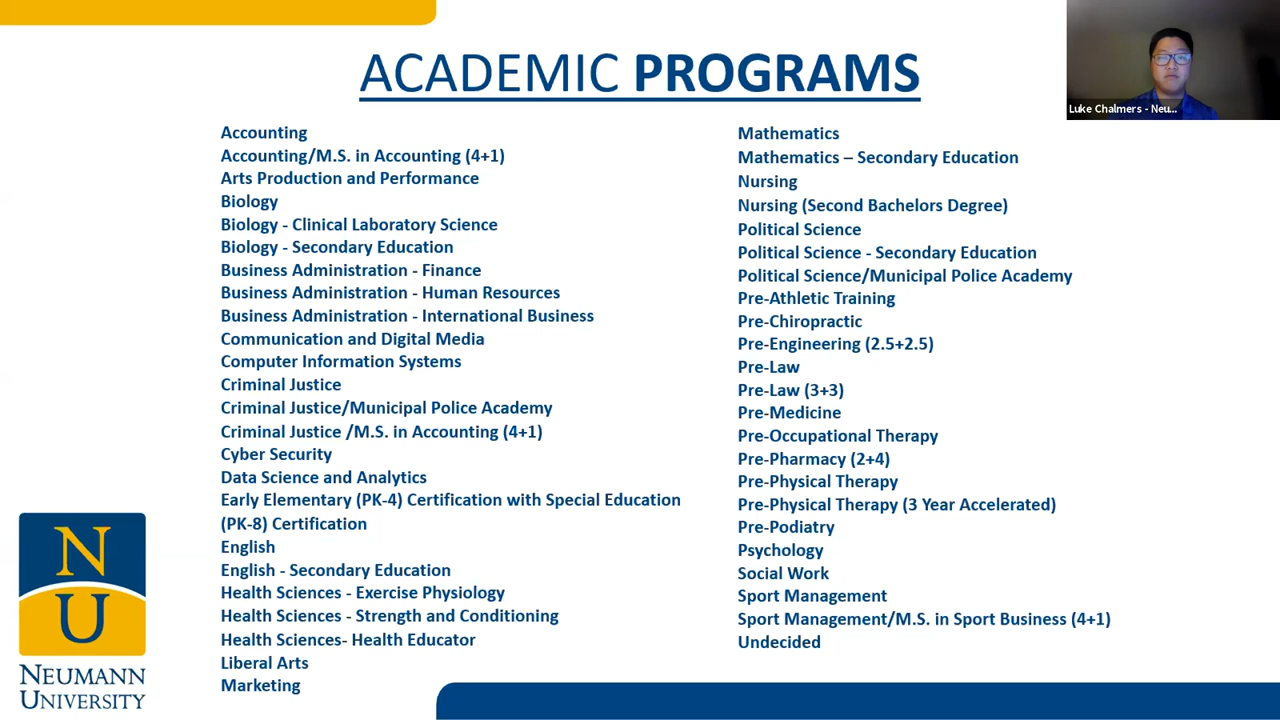 ACADEMIC PROGRAMS
Luke Chalmers - Neu...
Accounting
Accounting/M.S. in Accounting (4+1)
Arts Production and Performance
Biology
Biology - Clinical Laboratory Science
Biology - Secondary Education
Business Administration - Finance
Business Administration - Human Resources
Business Administration - International Business
Communication and Digital Media
Computer Information Systems
Criminal Justice
Criminal Justice/Municipal Police Academy
Criminal Justice /M.S. in Accounting (4+1)
Cyber Security
Data Science and Analytics
Early Elementary (PK-4) Certification with Special Education
(PK-8) Certification
English
English - Secondary Education
Health Sciences - Exercise Physiology
Health Sciences - Strength and Conditioning
Health Sciences- Health Educator
Liberal Arts
Marketing
Mathematics
Mathematics – Secondary Education
Nursing
Nursing (Second Bachelors Degree)
Political Science
Political Science - Secondary Education
Political Science/Municipal Police Academy
Pre-Athletic Training
Pre-Chiropractic
Pre-Engineering (2.5+2.5)
Pre-Law
Pre-Law (3+3)
Pre-Medicine
Pre-Occupational Therapy
Pre-Pharmacy (2+4)
Pre-Physical Therapy
Pre-Physical Therapy (3 Year Accelerated)
Pre-Podiatry
Psychology
Social Work
Sport Management
Sport Management/M.S. in Sport Business (4+1)
Undecided
N
U
NEUMANN
UNIVERSITY